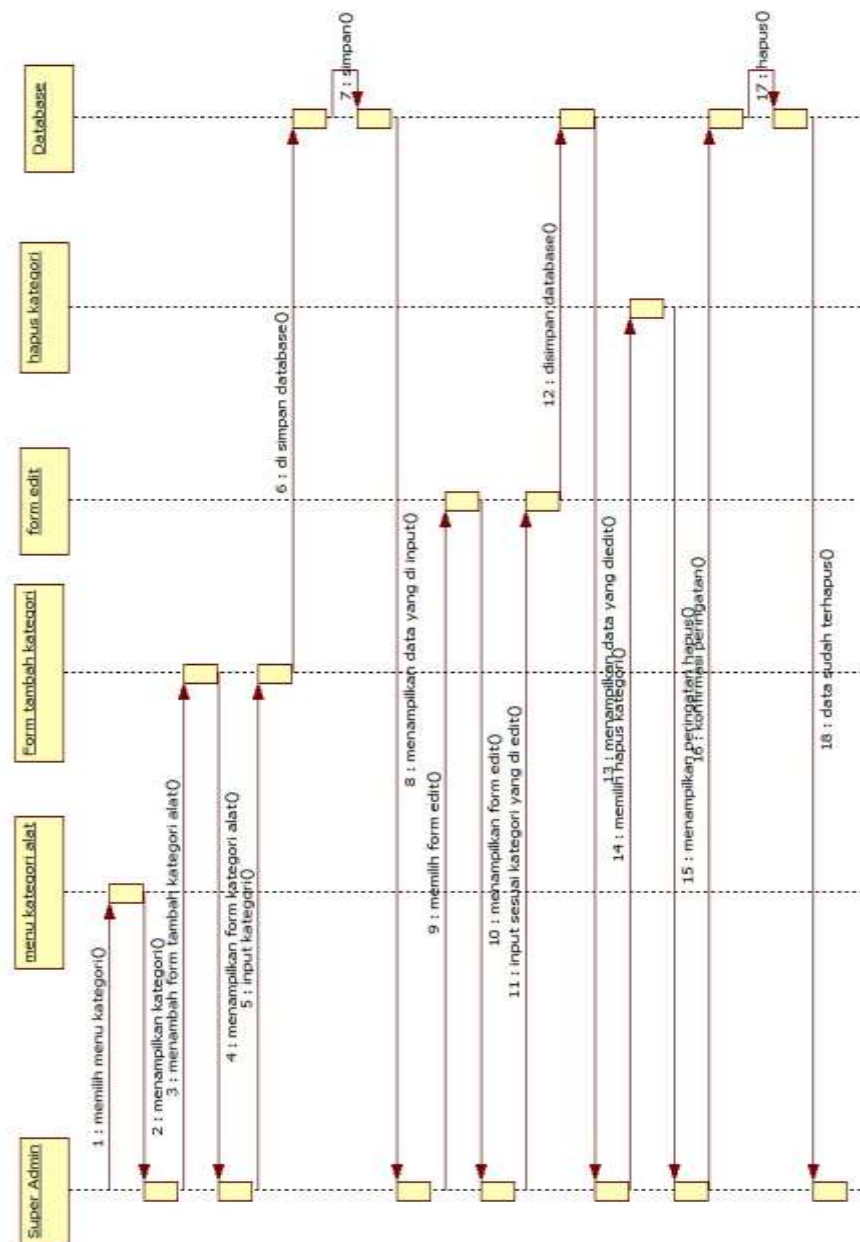 Super Admin
menu kategori alat
Form tambah kategori
form edit
hapus kategori
Database
1 : memilih menu kategori()
2 : menampilkan kategori()
3 : menambah form tambah kategori alat()
4 : menampilkan form kategori alat()
5 : input kategori()
6 : di simpan database()
7 : simpan()
8 : menampilkan data yang di input()
9 : memilih form edit()
10 : menampilkan form edit()
11 : input sesuai kategori yang di edit()
12 : disimpan database()
13 : menampilkan data yang diedit()
14 : memilih hapus kategori()
15 : menampilkan peringatan hapus()
16 : konfirmasi peringatan()
17 : hapus()
18 : data sudah terhapus()